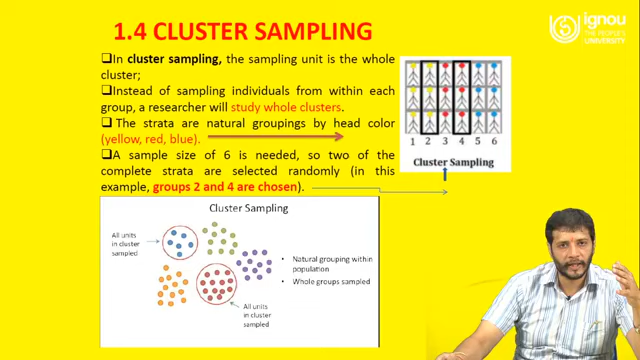 1.4 CLUSTER SAMPLING
ignou
THE PEOPLE'S
UNIVERSITY
❑In cluster sampling, the sampling unit is the whole
cluster;
❑Instead of sampling individuals from within each
group, a researcher will study whole clusters.
❑ The strata are natural groupings by head color
(yellow, red, blue).
❑A sample size of 6 is needed, so two of the
complete strata are selected randomly (in this
example, groups 2 and 4 are chosen).
1 2 3 4 5 6
Cluster Sampling
Cluster Sampling
All units
in cluster
sampled
• Natural grouping within
population
• Whole groups sampled
All units in
cluster
sampled